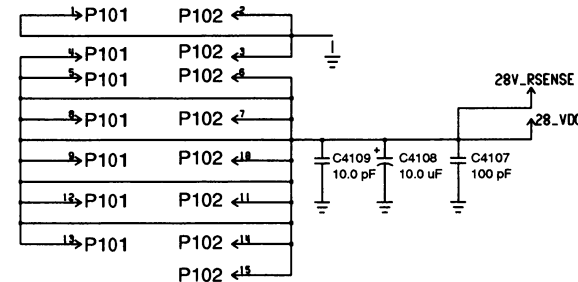 1 P101 P102 2
4 P101 P102 3
5 P101 P102 6
28V_RSENSE
8 P101 P102 7
28_VDC
9 P101 P102 10
C4109 + C4108 C4107
10.0 pF 10.0 uF 100 pF
12 P101 P102 11
13 P101 P102 14
P102 15